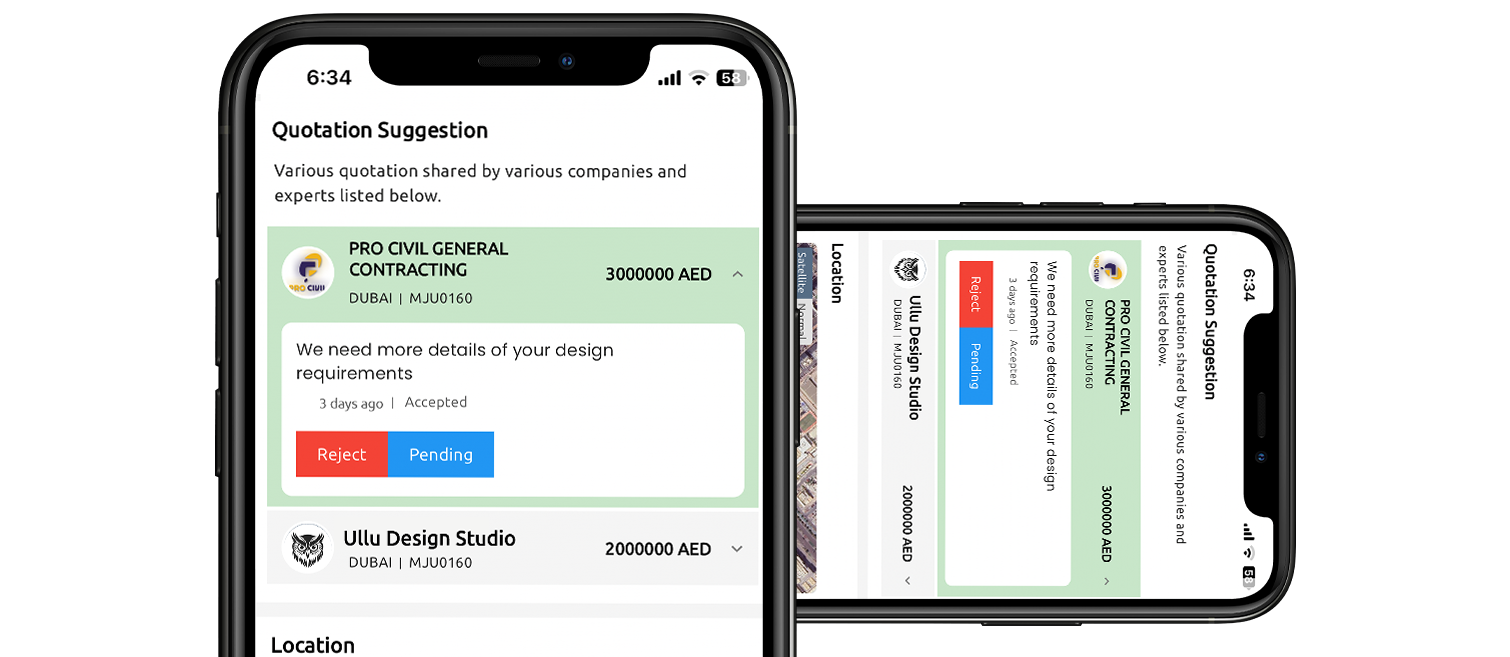 6:34
58
Quotation Suggestion
Various quotation shared by various companies and
experts listed below.
PRO CIVIL GENERAL
CONTRACTING
3000000 AED
DUBAI | MJU0160
PRO CIVIL
We need more details of your design
requirements
3 days ago | Accepted
Reject
Pending
Ullu Design Studio
2000000 AED
DUBAI | MJU0160
Location
6:34
58
Quotation Suggestion
Various quotation shared by various companies and
experts listed below.
PRO CIVIL GENERAL
CONTRACTING
3000000 AED
DUBAI | MJU0160
PRO CIVIL
We need more details of your design
requirements
3 days ago | Accepted
Reject
Pending
Ullu Design Studio
2000000 AED
DUBAI | MJU0160
Location
Satellite
Normal